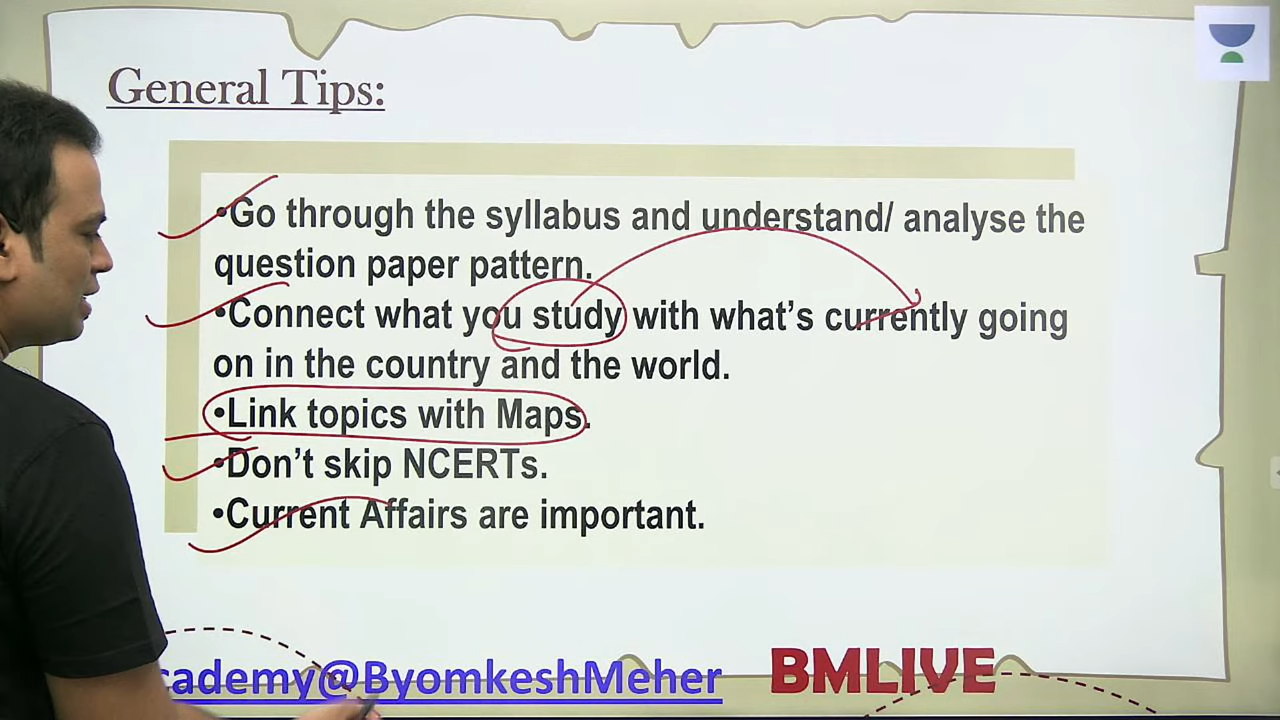 General Tips:
•Go through the syllabus and understand/ analyse the
question paper pattern.
•Connect what you study with what's currently going
on in the country and the world.
•Link topics with Maps.
•Don't skip NCERTs.
•Current Affairs are important.
cademy@ByomkeshMeher
BMLIVE